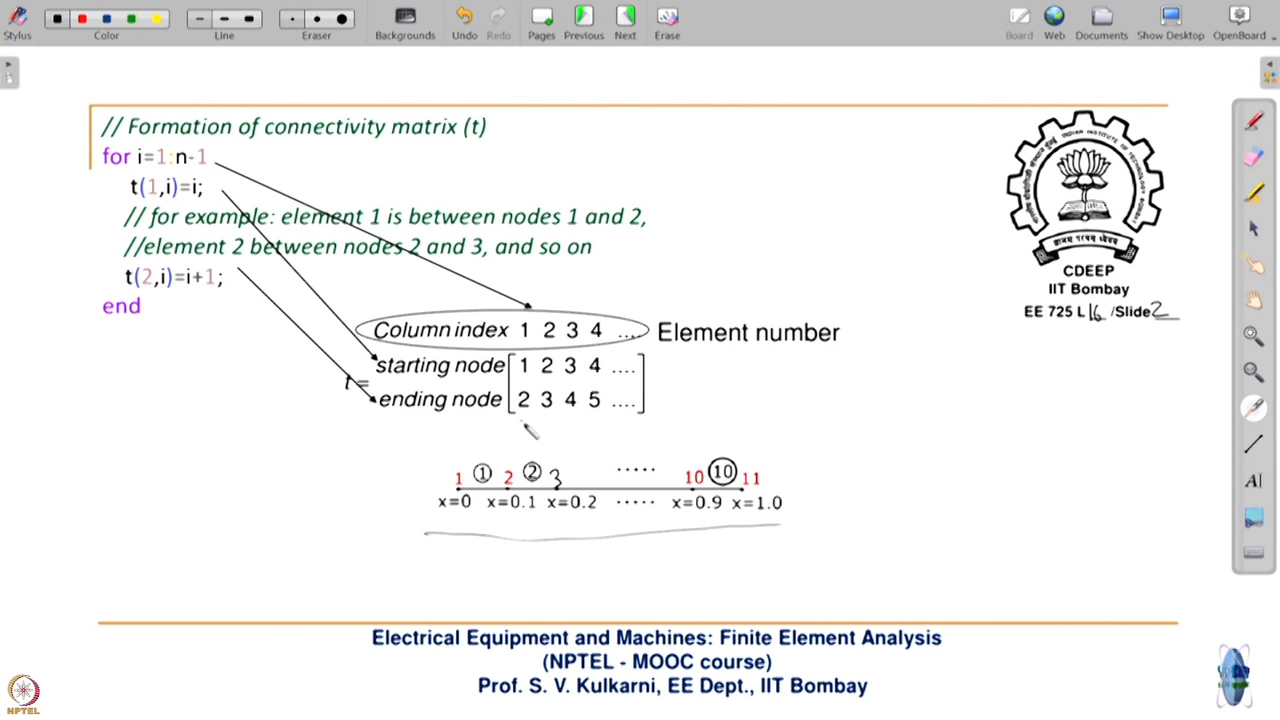 Stylus Color Line Eraser Backgrounds Undo Redo Pages Previous Next Erase Board Web Documents Show Desktop OpenBoard
// Formation of connectivity matrix (t)
for i=1:n-1
t(1,i)=i;
// for example: element 1 is between nodes 1 and 2,
//element 2 between nodes 2 and 3, and so on
t(2,i)=i+1;
end
CDEEP
IIT Bombay
EE 725 L 16 /Slide 2
Column index 1 2 3 4 .... Element number
starting node 1 2 3 4 ....
t =
ending node 2 3 4 5 ....
1 ① 2 ② 3 ..... 10 ⑩ 11
x=0 x=0.1 x=0.2 ..... x=0.9 x=1.0
Electrical Equipment and Machines: Finite Element Analysis
(NPTEL - MOOC course)
Prof. S. V. Kulkarni, EE Dept., IIT Bombay
NPTEL